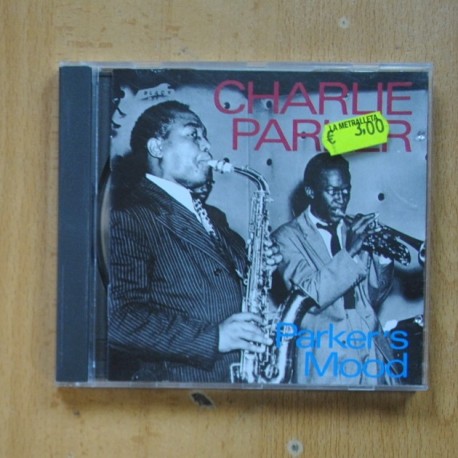 CHARLIE
PARKER
LA METRALLETA
€ 3,00
Parker's
Mood